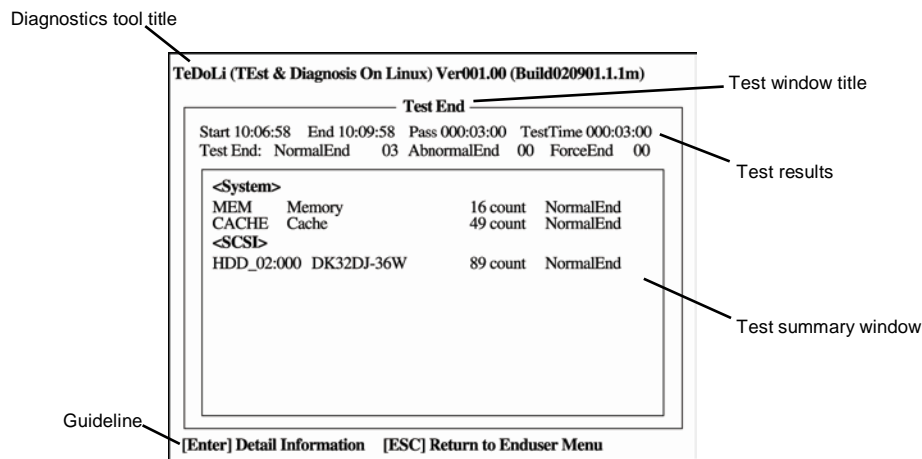 Diagnostics tool title
TeDoLi (TEst & Diagnosis On Linux) Ver001.00 (Build020901.1.1m)
Test window title
Test End
Start 10:06:58 End 10:09:58 Pass 000:03:00 TestTime 000:03:00
Test End: NormalEnd 03 AbnormalEnd 00 ForceEnd 00
Test results
<System>
MEM Memory 16 count NormalEnd
CACHE Cache 49 count NormalEnd
<SCSI>
HDD_02:000 DK32DJ-36W 89 count NormalEnd
Test summary window
Guideline
[Enter] Detail Information [ESC] Return to Enduser Menu